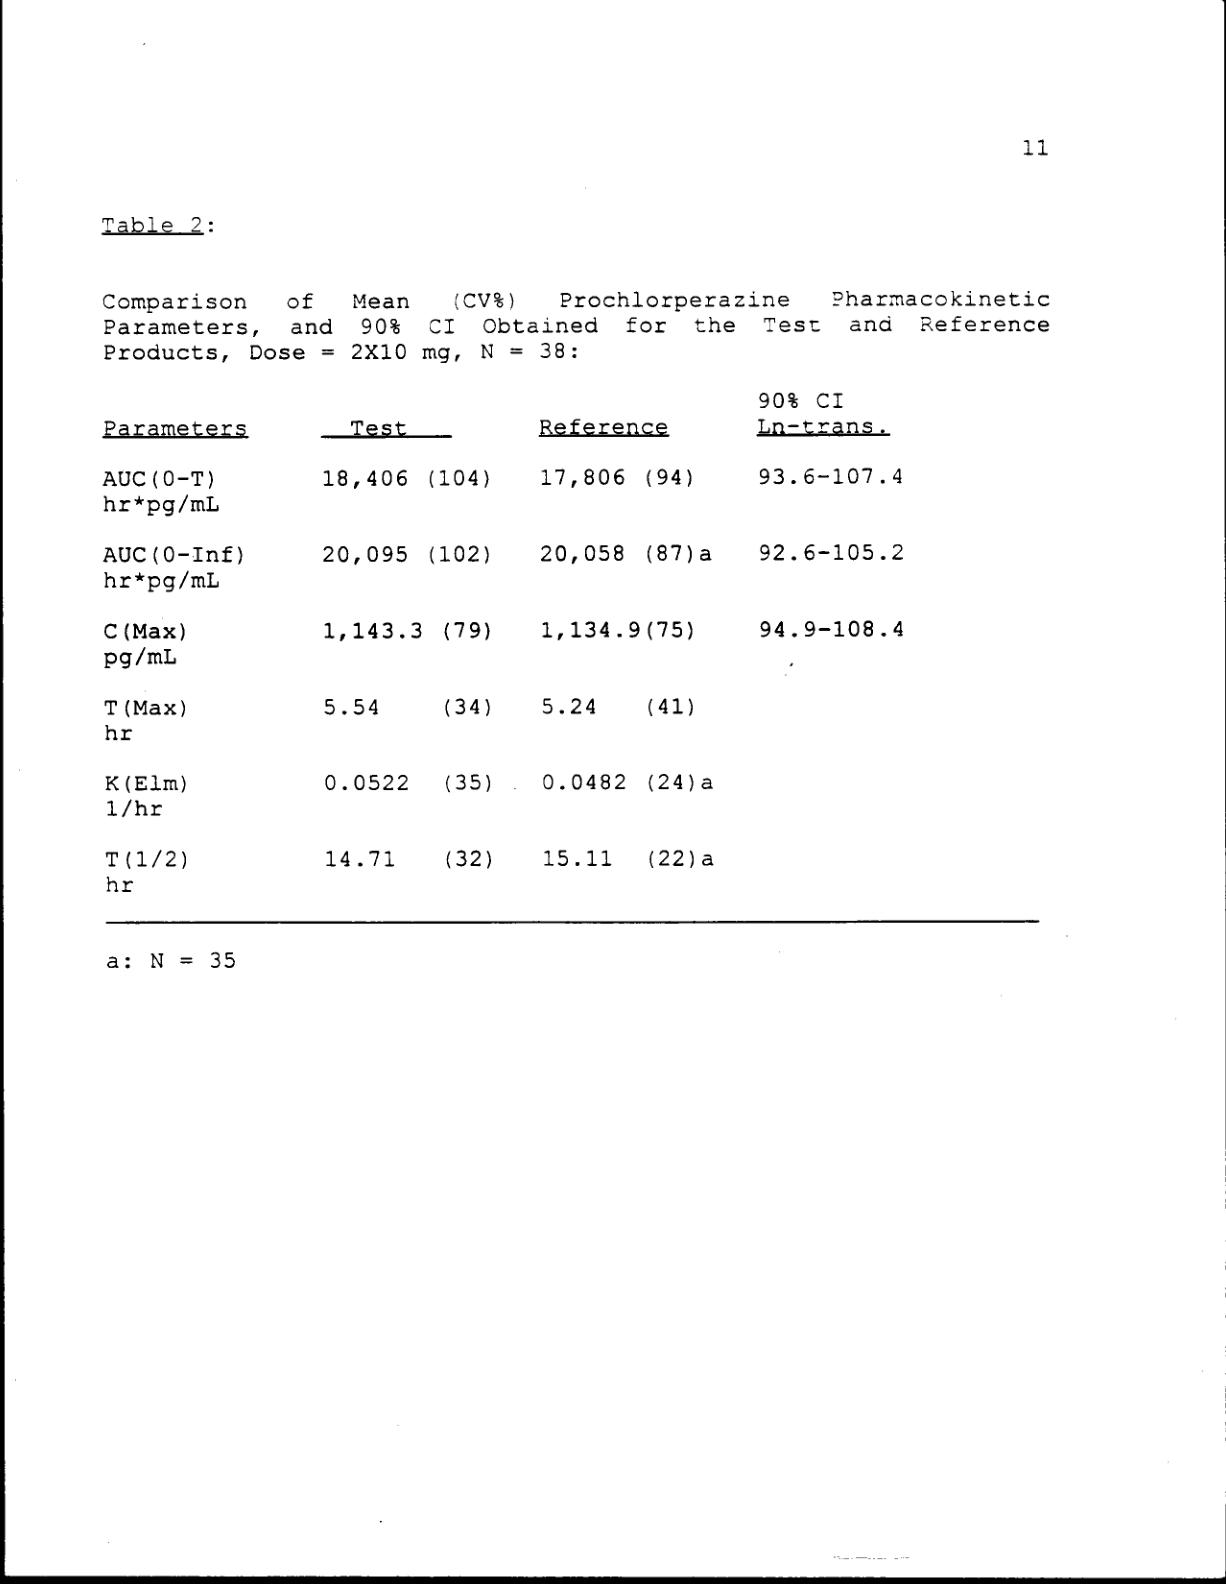 11
Table 2:
Comparison of Mean (CV%) Prochlorperazine Pharmacokinetic
Parameters, and 90% CI Obtained for the Test and Reference
Products, Dose = 2X10 mg, N = 38:
90% CI
Parameters Test Reference Ln-trans.
AUC(0-T) 18,406 (104) 17,806 (94) 93.6-107.4
hr*pg/mL
AUC(0-Inf) 20,095 (102) 20,058 (87)a 92.6-105.2
hr*pg/mL
C(Max) 1,143.3 (79) 1,134.9(75) 94.9-108.4
pg/mL
T(Max) 5.54 (34) 5.24 (41)
hr
K(Elm) 0.0522 (35) 0.0482 (24)a
1/hr
T(1/2) 14.71 (32) 15.11 (22)a
hr
a: N = 35